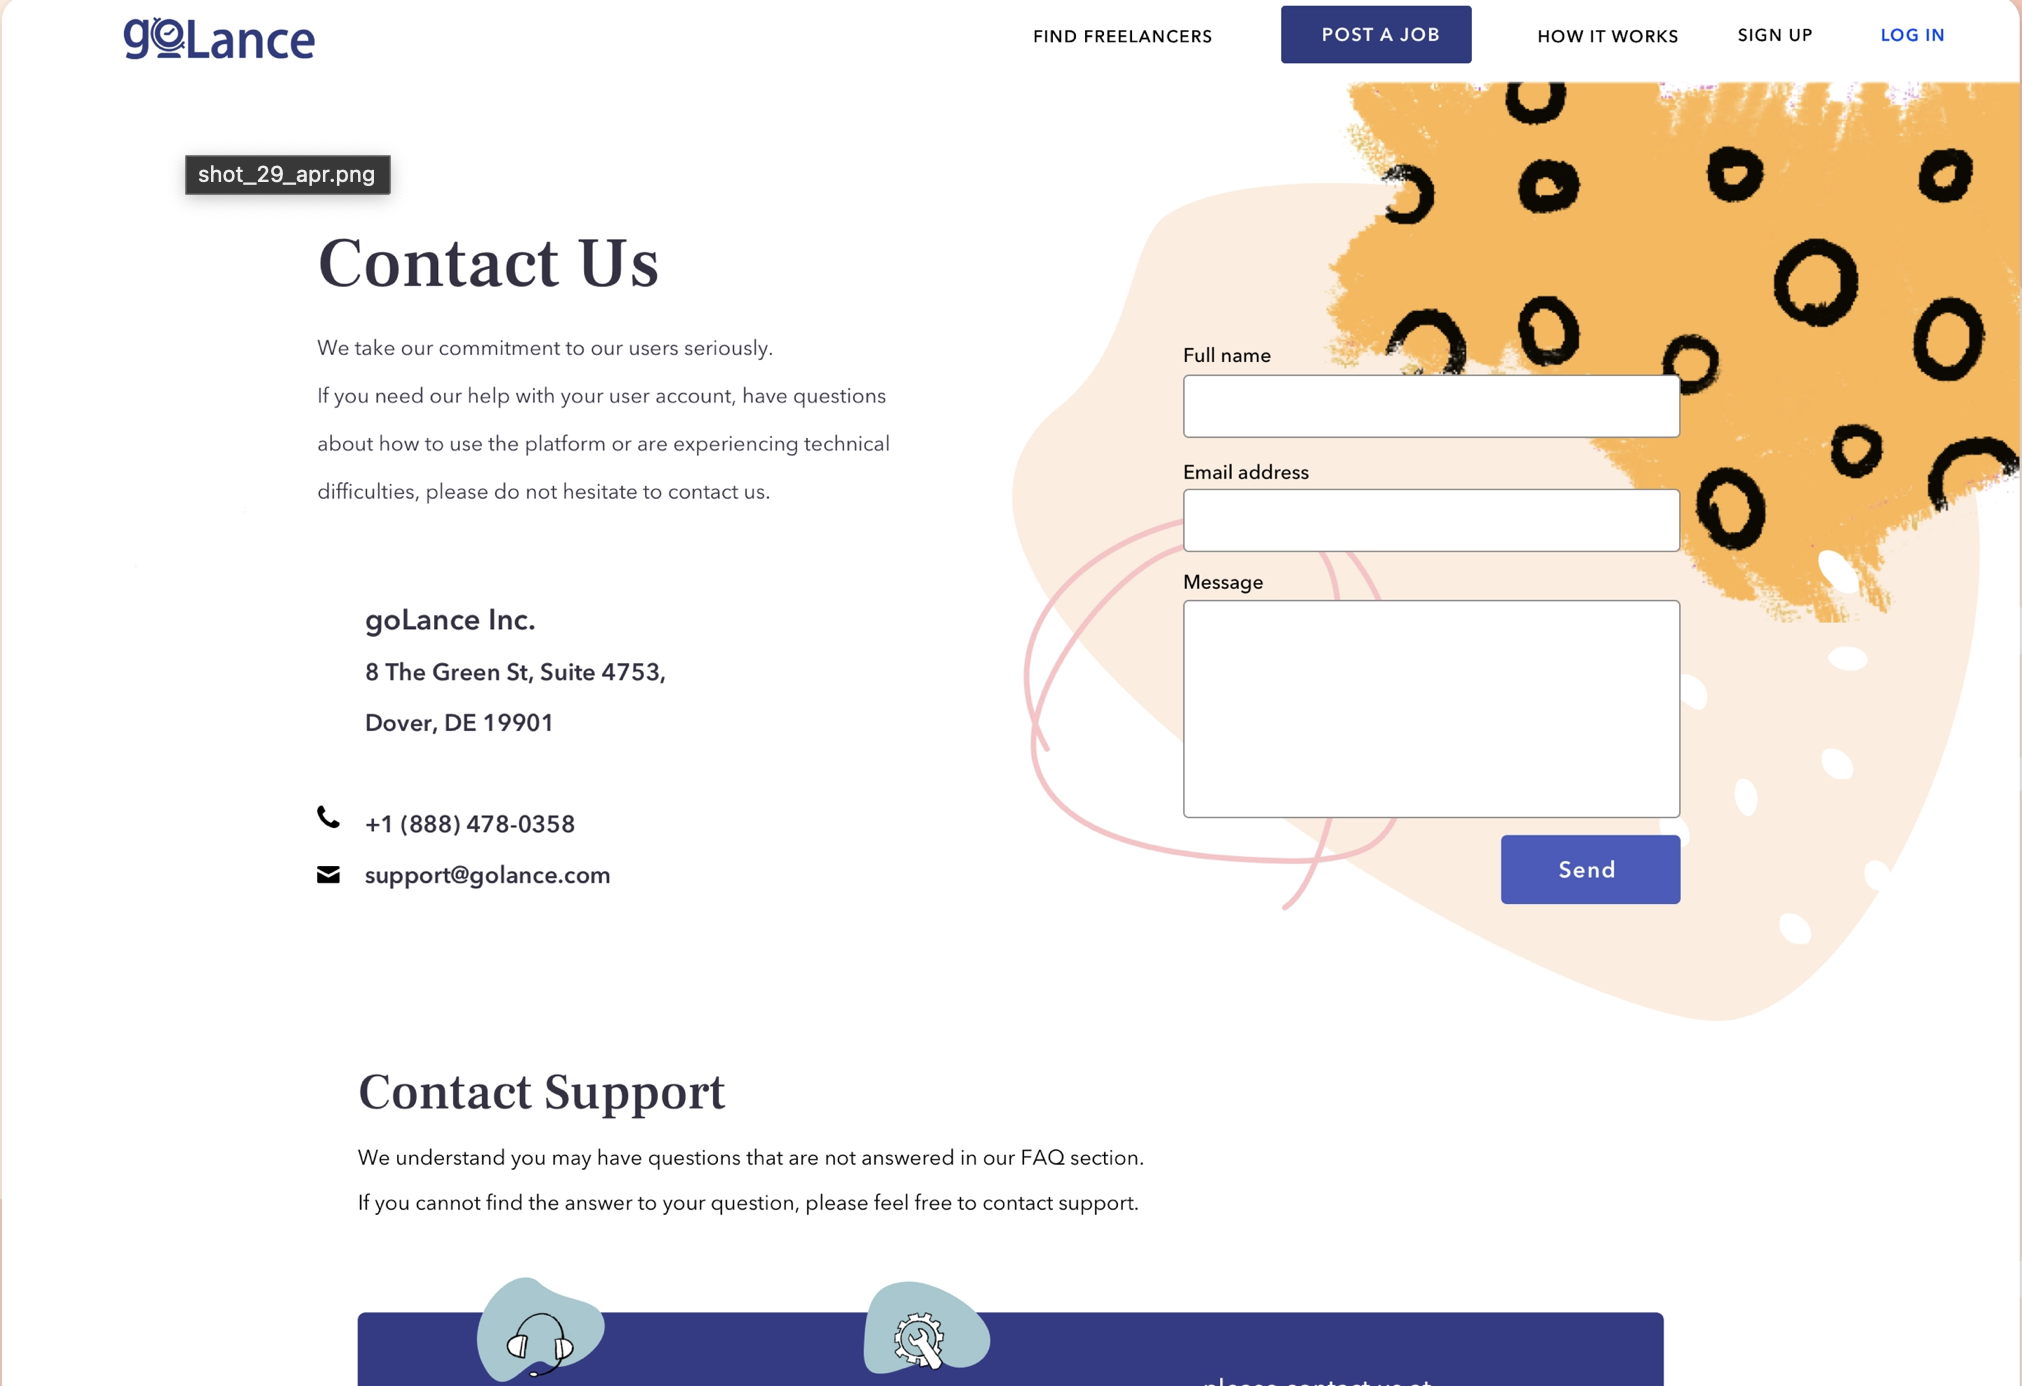 goLance
FIND FREELANCERS
POST A JOB
HOW IT WORKS
SIGN UP
LOG IN
shot_29_apr.png
Contact Us
We take our commitment to our users seriously.
If you need our help with your user account, have questions
about how to use the platform or are experiencing technical
difficulties, please do not hesitate to contact us.
goLance Inc.
8 The Green St, Suite 4753,
Dover, DE 19901
+1 (888) 478-0358
support@golance.com
Full name
Email address
Message
Send
Contact Support
We understand you may have questions that are not answered in our FAQ section.
If you cannot find the answer to your question, please feel free to contact support.
please contact us at